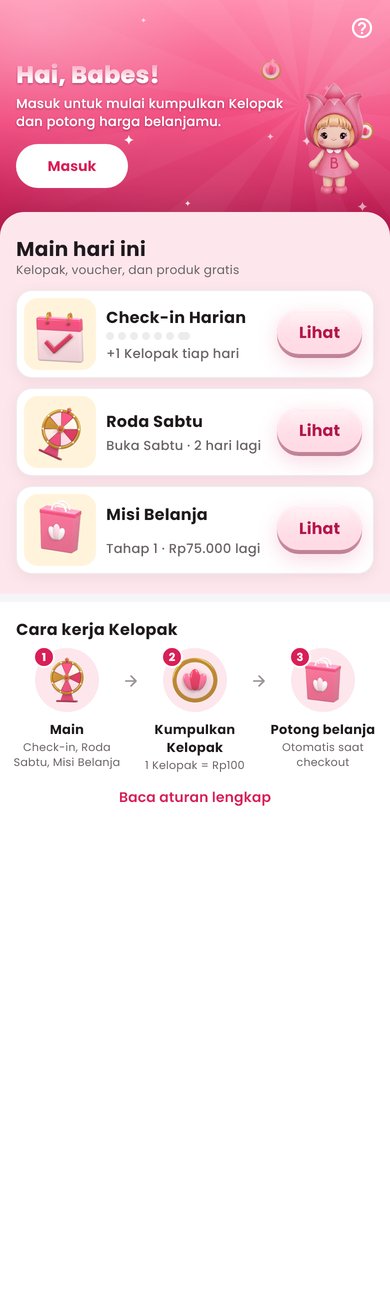 Hai, Babes!
Masuk untuk mulai kumpulkan Kelopak
dan potong harga belanjamu.
Masuk
B
Main hari ini
Kelopak, voucher, dan produk gratis
Check-in Harian
+1 Kelopak tiap hari
Lihat
Roda Sabtu
Buka Sabtu · 2 hari lagi
Lihat
Misi Belanja
Tahap 1 · Rp75.000 lagi
Lihat
Cara kerja Kelopak
1
2
3
Main
Check-in, Roda
Sabtu, Misi Belanja
Kumpulkan
Kelopak
1 Kelopak = Rp100
Potong belanja
Otomatis saat
checkout
Baca aturan lengkap